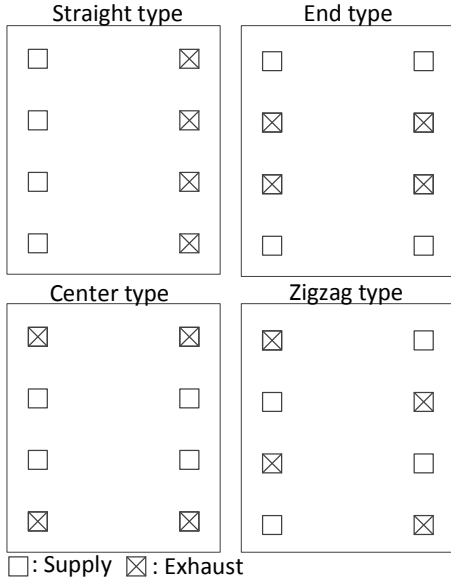 Straight type
End type
Center type
Zigzag type
: Supply : Exhaust